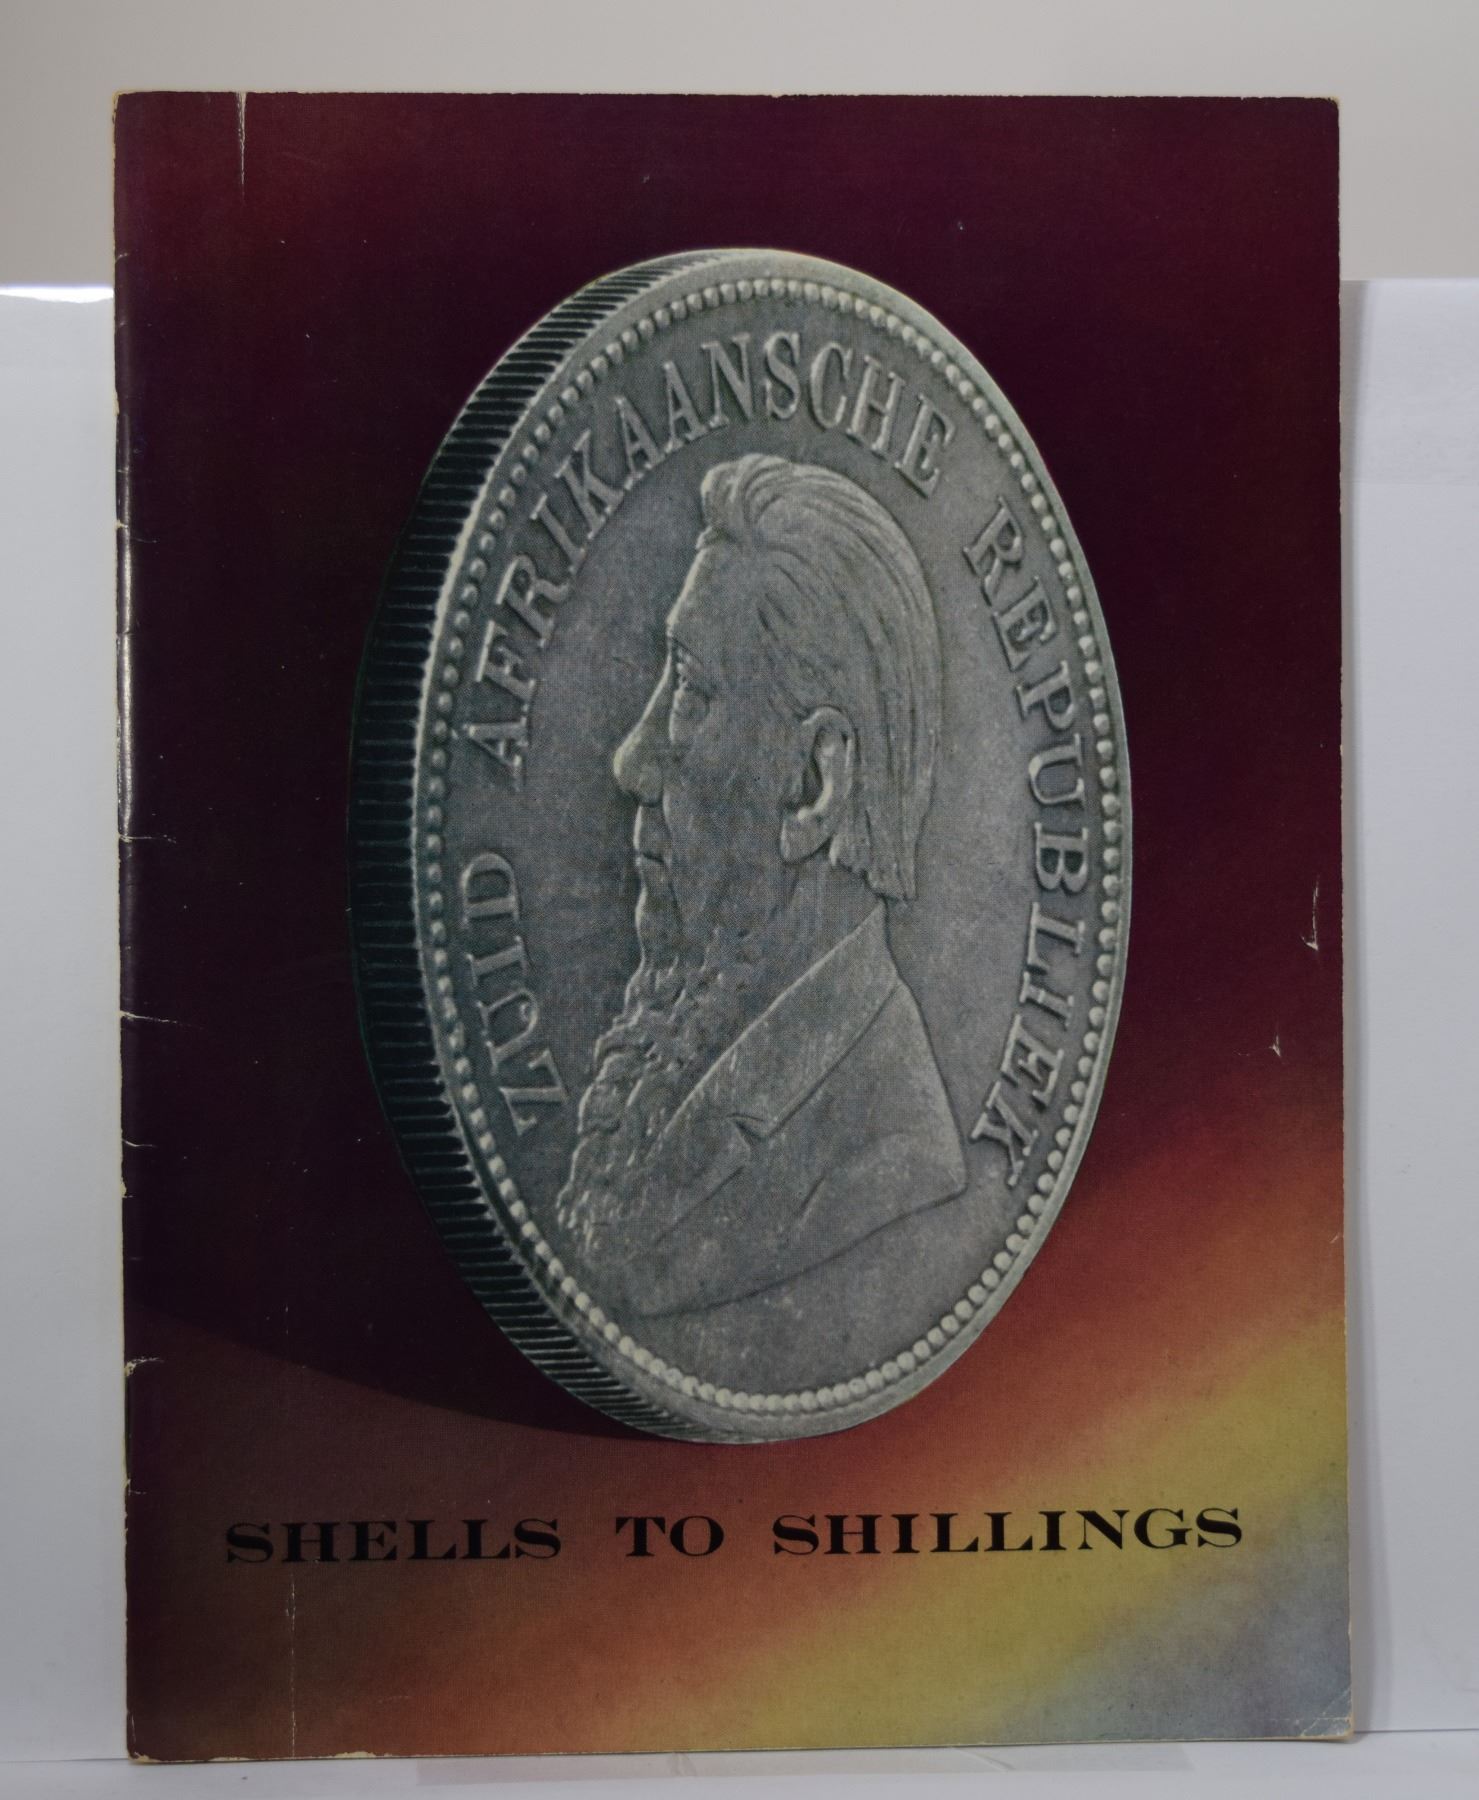 ZUID AFRIKAANSCHE REPUBLIEK
SHELLS TO SHILLINGS